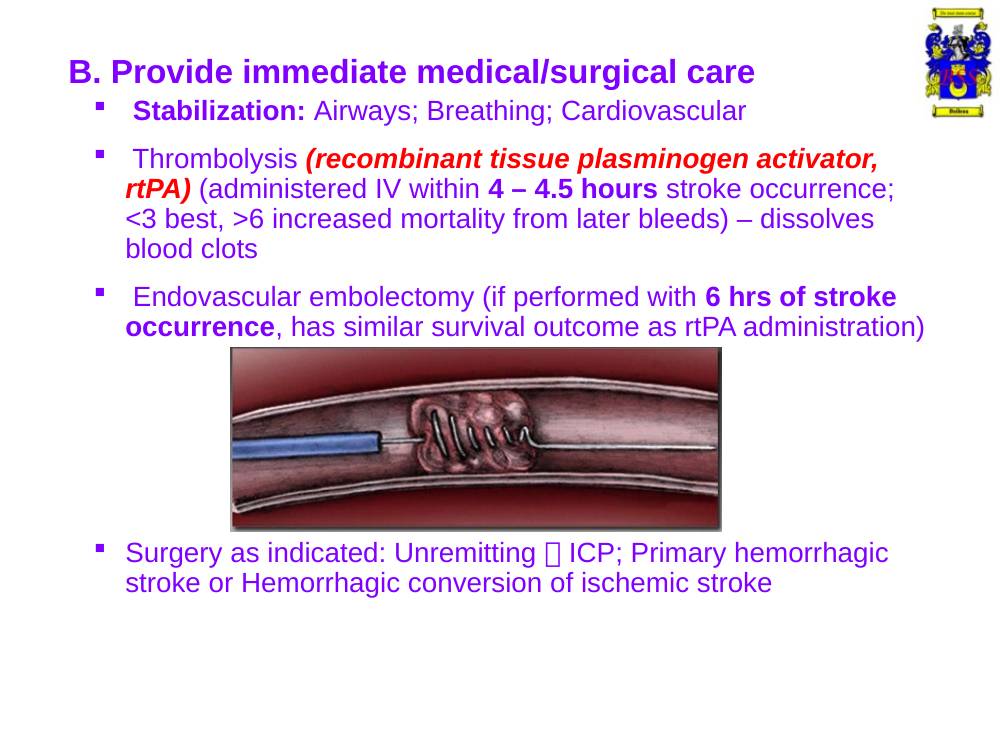 B. Provide immediate medical/surgical care
▪ Stabilization: Airways; Breathing; Cardiovascular
▪ Thrombolysis (recombinant tissue plasminogen activator,
rtPA) (administered IV within 4 – 4.5 hours stroke occurrence;
<3 best, >6 increased mortality from later bleeds) – dissolves
blood clots
▪ Endovascular embolectomy (if performed with 6 hrs of stroke
occurrence, has similar survival outcome as rtPA administration)
▪ Surgery as indicated: Unremitting  ICP; Primary hemorrhagic
stroke or Hemorrhagic conversion of ischemic stroke